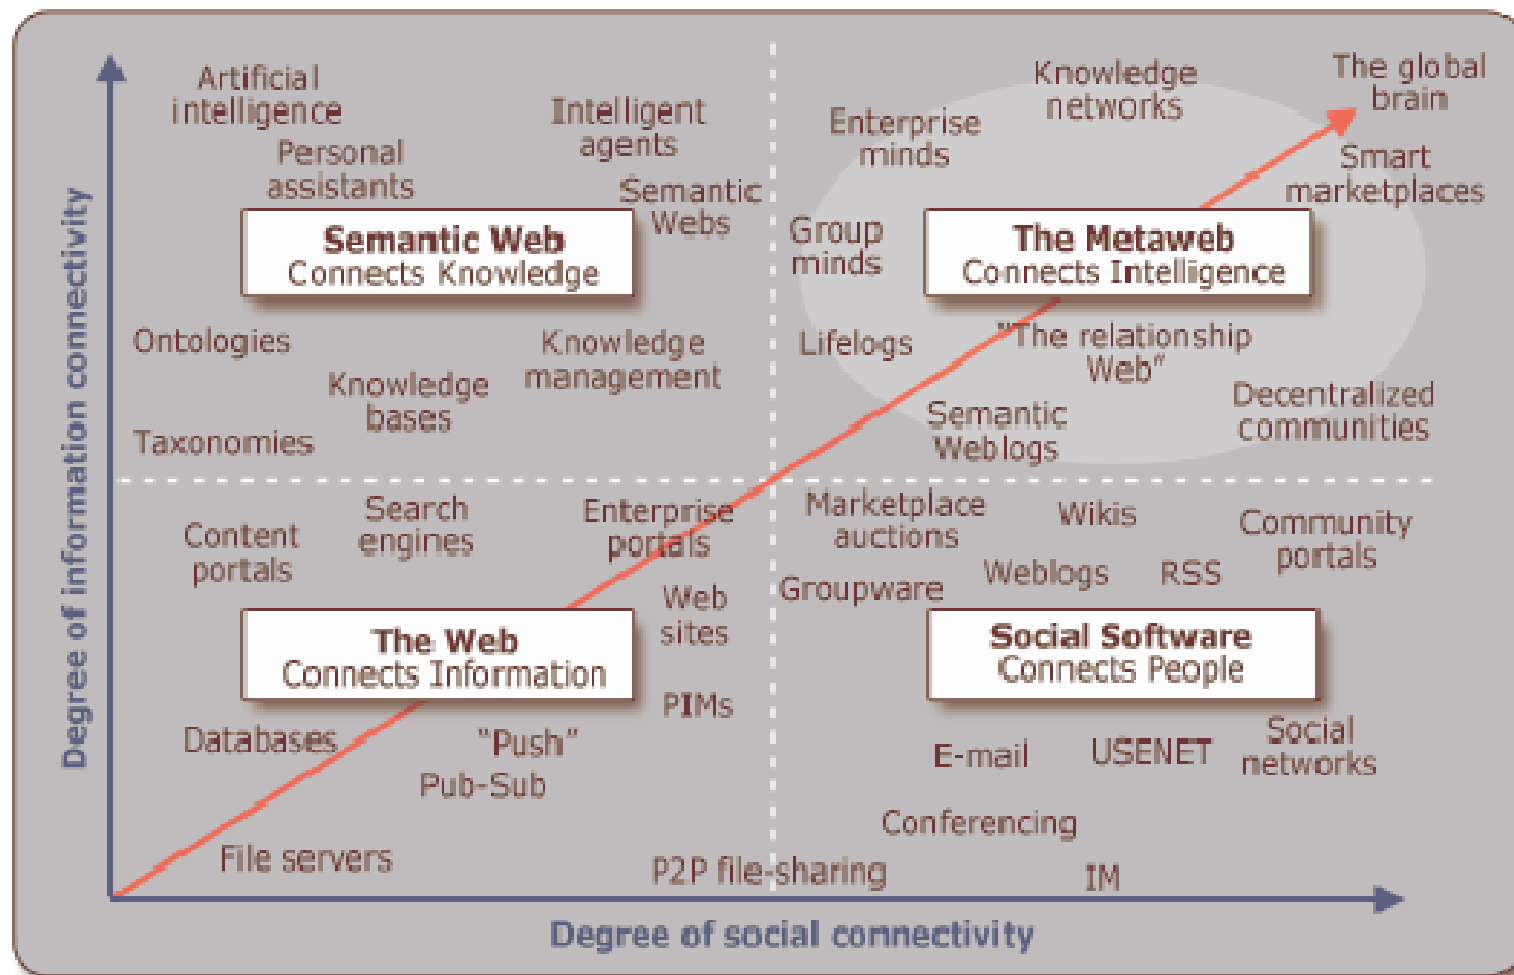 Artificial
intelligence
Personal
assistants
Intelligent
agents
Semantic
Webs
Semantic Web
Connects Knowledge
Ontologies
Knowledge
bases
Knowledge
management
Taxonomies
Knowledge
networks
The global
brain
Enterprise
minds
Smart
marketplaces
Group
minds
The Metaweb
Connects Intelligence
Lifelogs
"The relationship
Web"
Semantic
Weblogs
Decentralized
communities
Content
portals
Search
engines
Enterprise
portals
Web
sites
The Web
Connects Information
PIMs
Databases
"Push"
Pub-Sub
File servers
Marketplace
auctions
Wikis
Community
portals
Groupware
Weblogs
RSS
Social Software
Connects People
E-mail
USENET
Social
networks
Conferencing
P2P file-sharing
IM
Degree of information connectivity
Degree of social connectivity